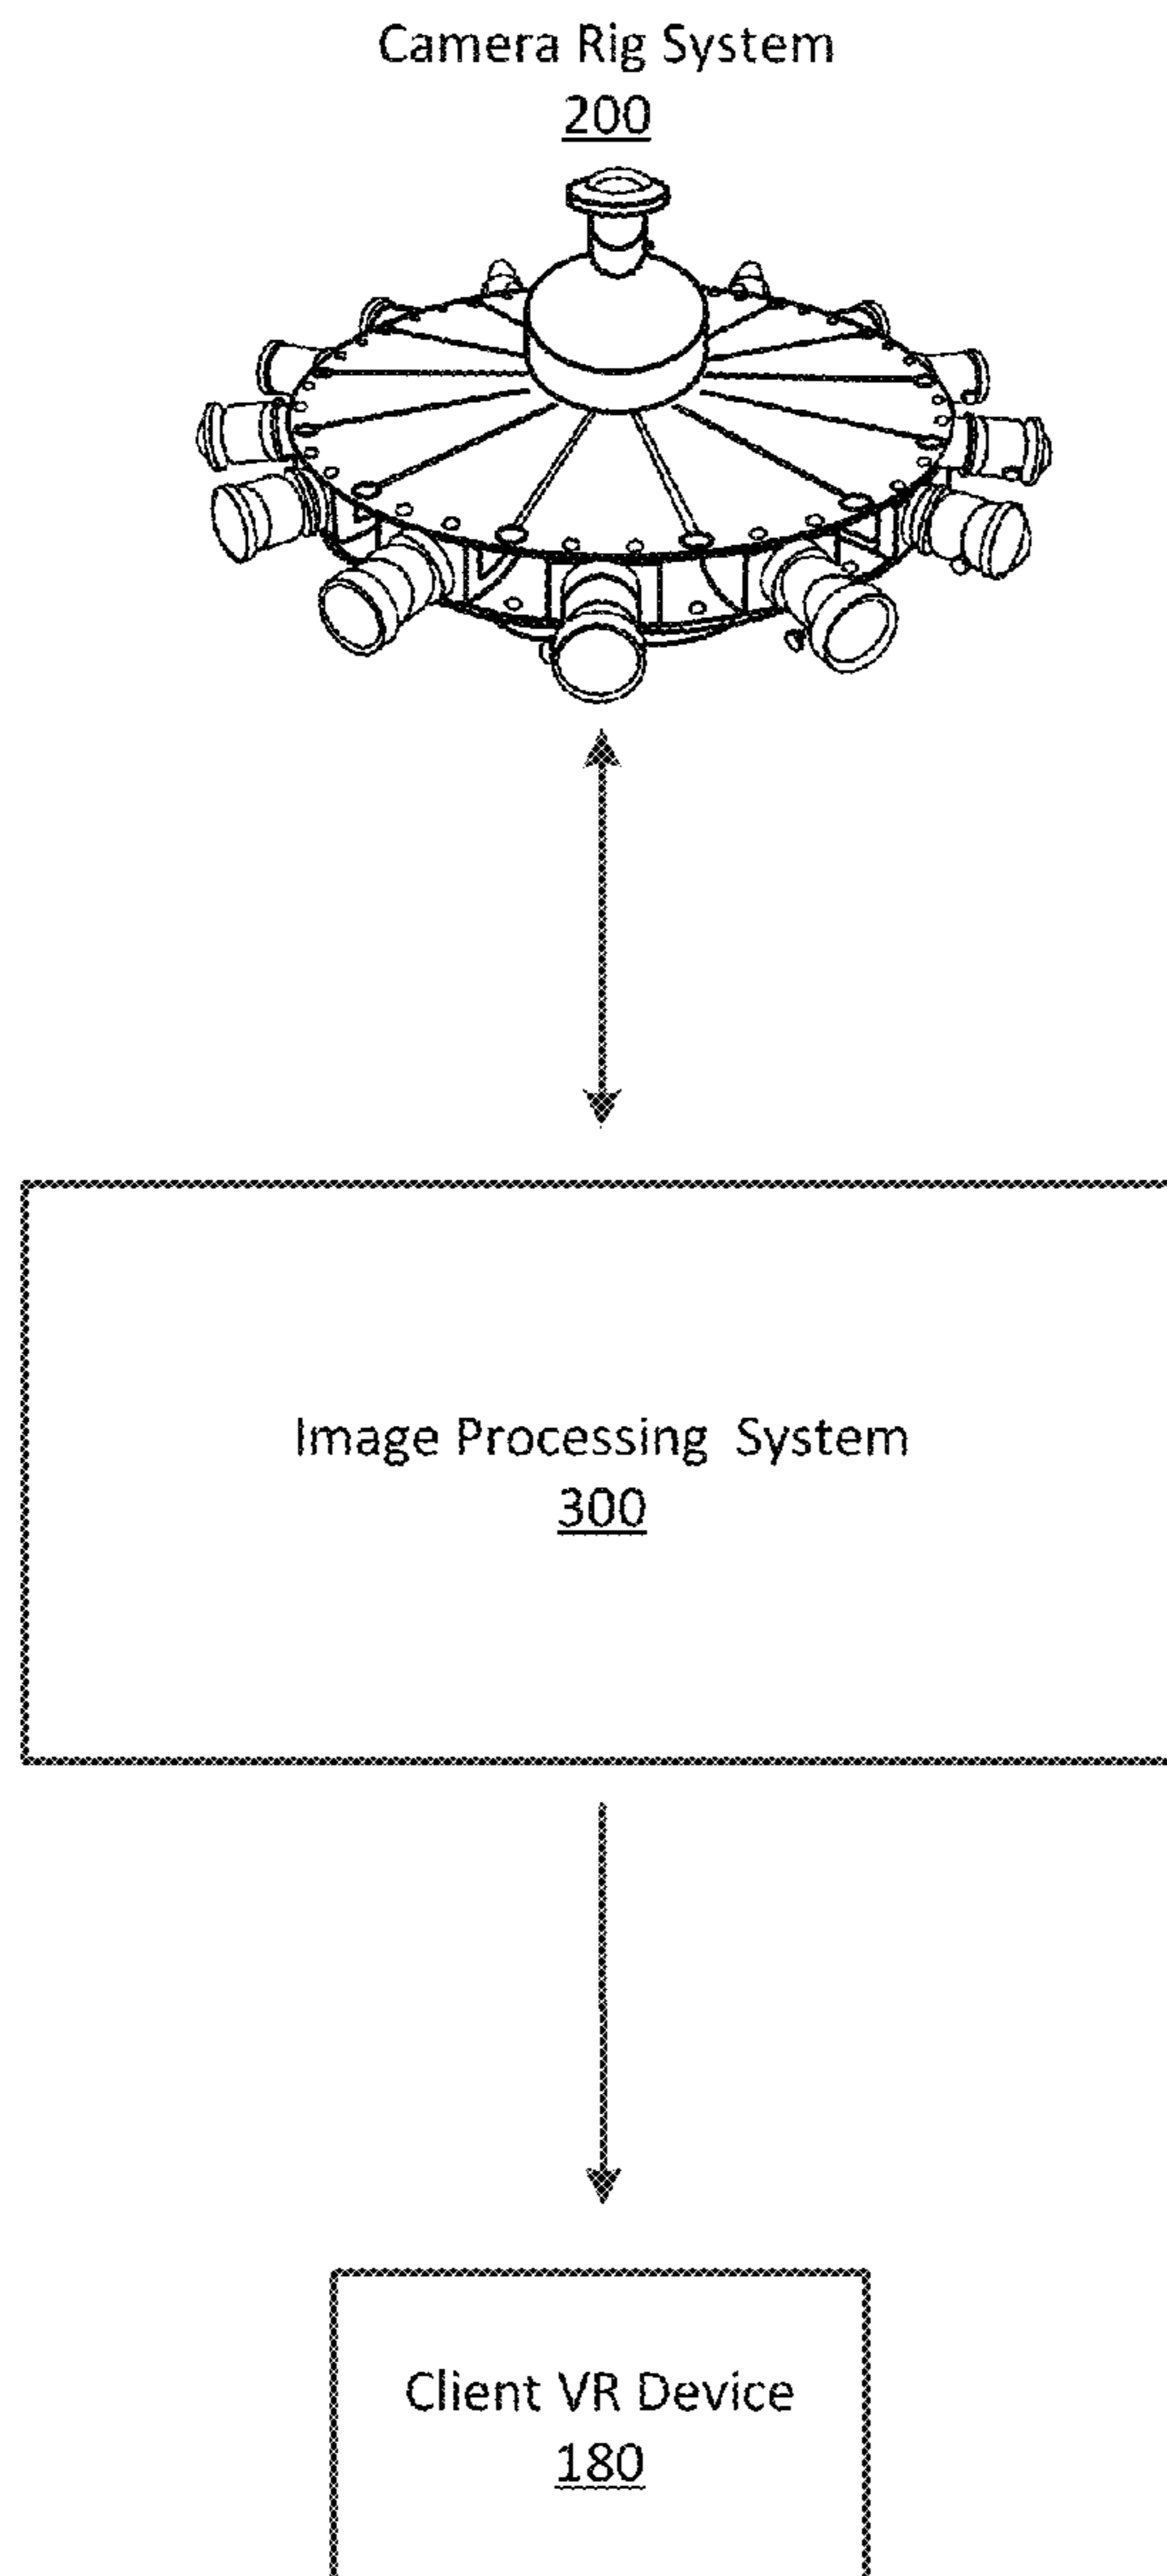 Camera Rig System
200
Image Processing System
300
Client VR Device
180